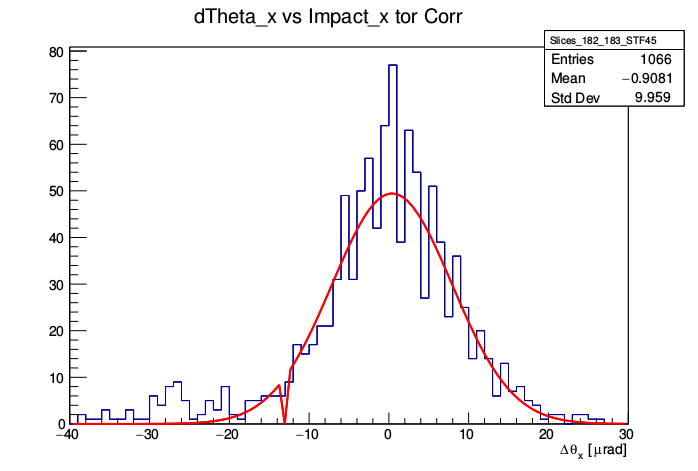 dTheta_x vs Impact_x tor Corr
Slices_182_183_STF45
Entries 1066
Mean −0.9081
Std Dev 9.959
80
70
60
50
40
30
20
10
0
−40 −30 −20 −10 0 10 20 30
Δθx [μrad]